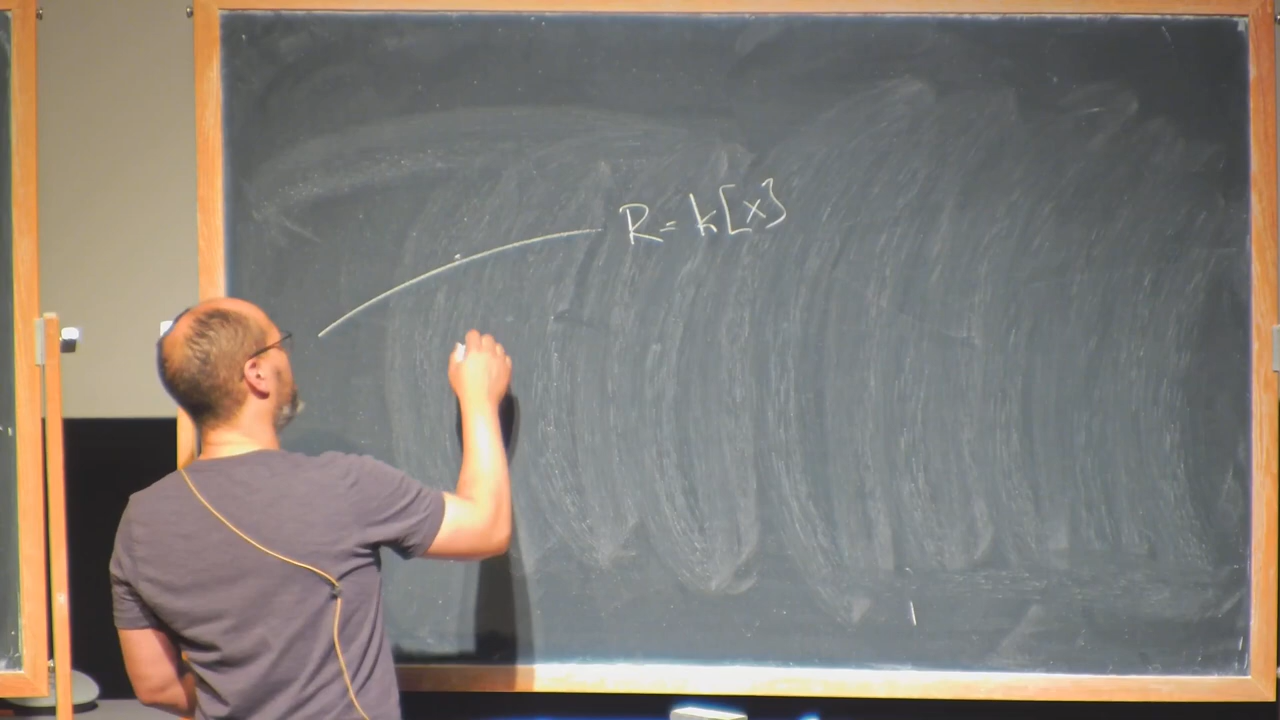 R = k[x]